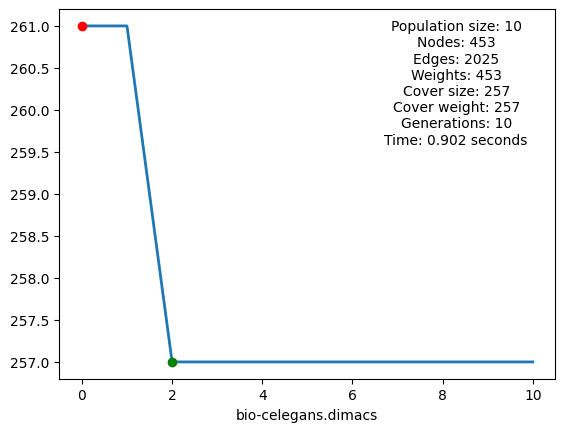 261.0
260.5
260.0
259.5
259.0
258.5
258.0
257.5
257.0
Population size: 10
Nodes: 453
Edges: 2025
Weights: 453
Cover size: 257
Cover weight: 257
Generations: 10
Time: 0.902 seconds
0 2 4 6 8 10
bio-celegans.dimacs